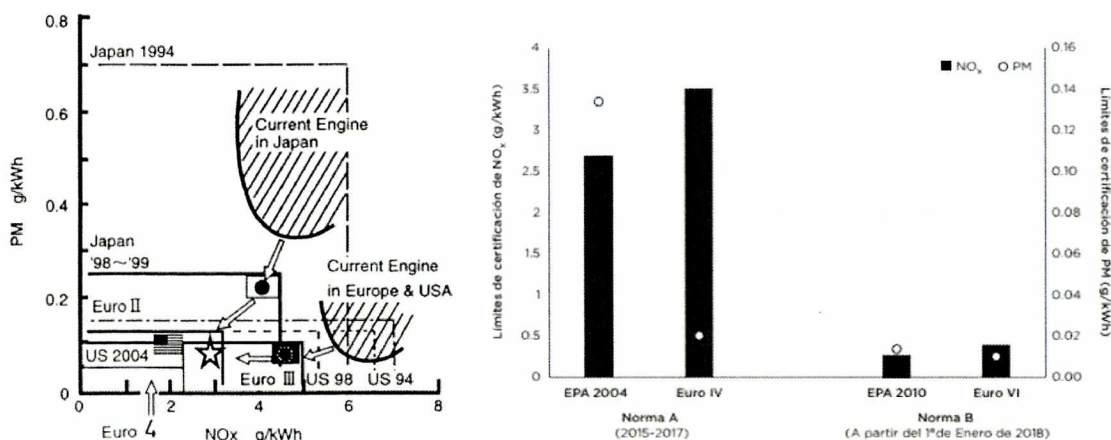 0.8
Japan 1994
0.6
Current Engine
in Japan
PM g/kWh
0.4
Japan
'98～'99
Current Engine
in Europe & USA
0.2
Euro II
US 2004
Euro III
US 98
US 94
0
2
4
6
8
Euro 4
NOx g/kWh
Límites de certificación de NOx (g/kWh)
4
3.5
3
2.5
2
1.5
1
0.5
0
NOx
PM
0.16
0.14
0.12
0.10
0.08
0.06
0.04
0.02
0.00
Límites de certificación de PM (g/kWh)
EPA 2004
Euro IV
EPA 2010
Euro VI
Norma A
(2015-2017)
Norma B
(A partir del 1º de Enero de 2018)